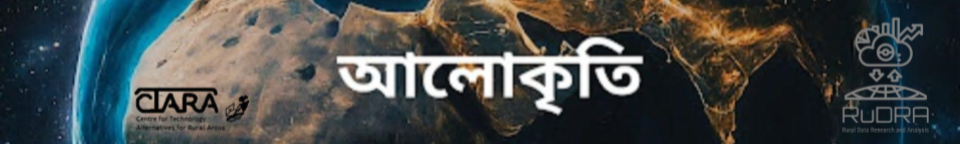 আলোকৃতি
CTARA
Centre for Technology
Alternatives for Rural Areas
RuDRA
Rural Data Research and Analysis